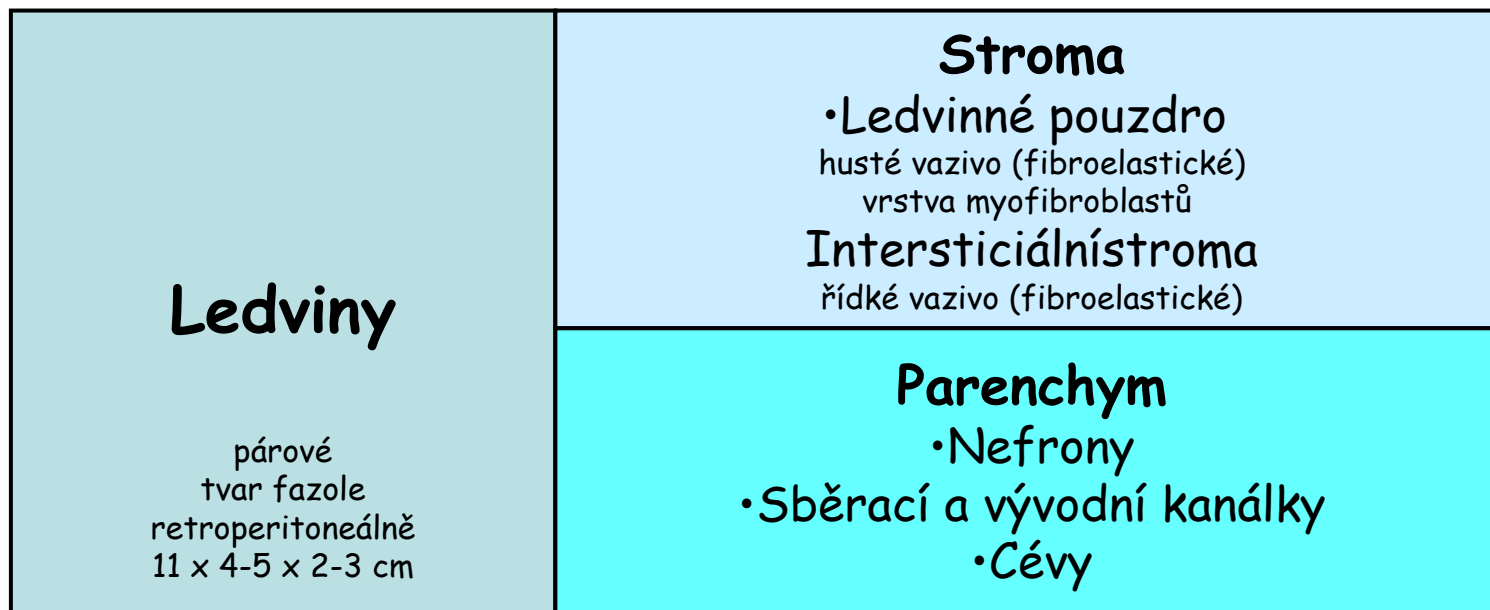 Ledviny
párové
tvar fazole
retroperitoneálně
11 x 4-5 x 2-3 cm
Stroma
•Ledvinné pouzdro
husté vazivo (fibroelastické)
vrstva myofibroblastů
Intersticiálnístroma
řídké vazivo (fibroelastické)
Parenchym
•Nefrony
•Sběrací a vývodní kanálky
•Cévy